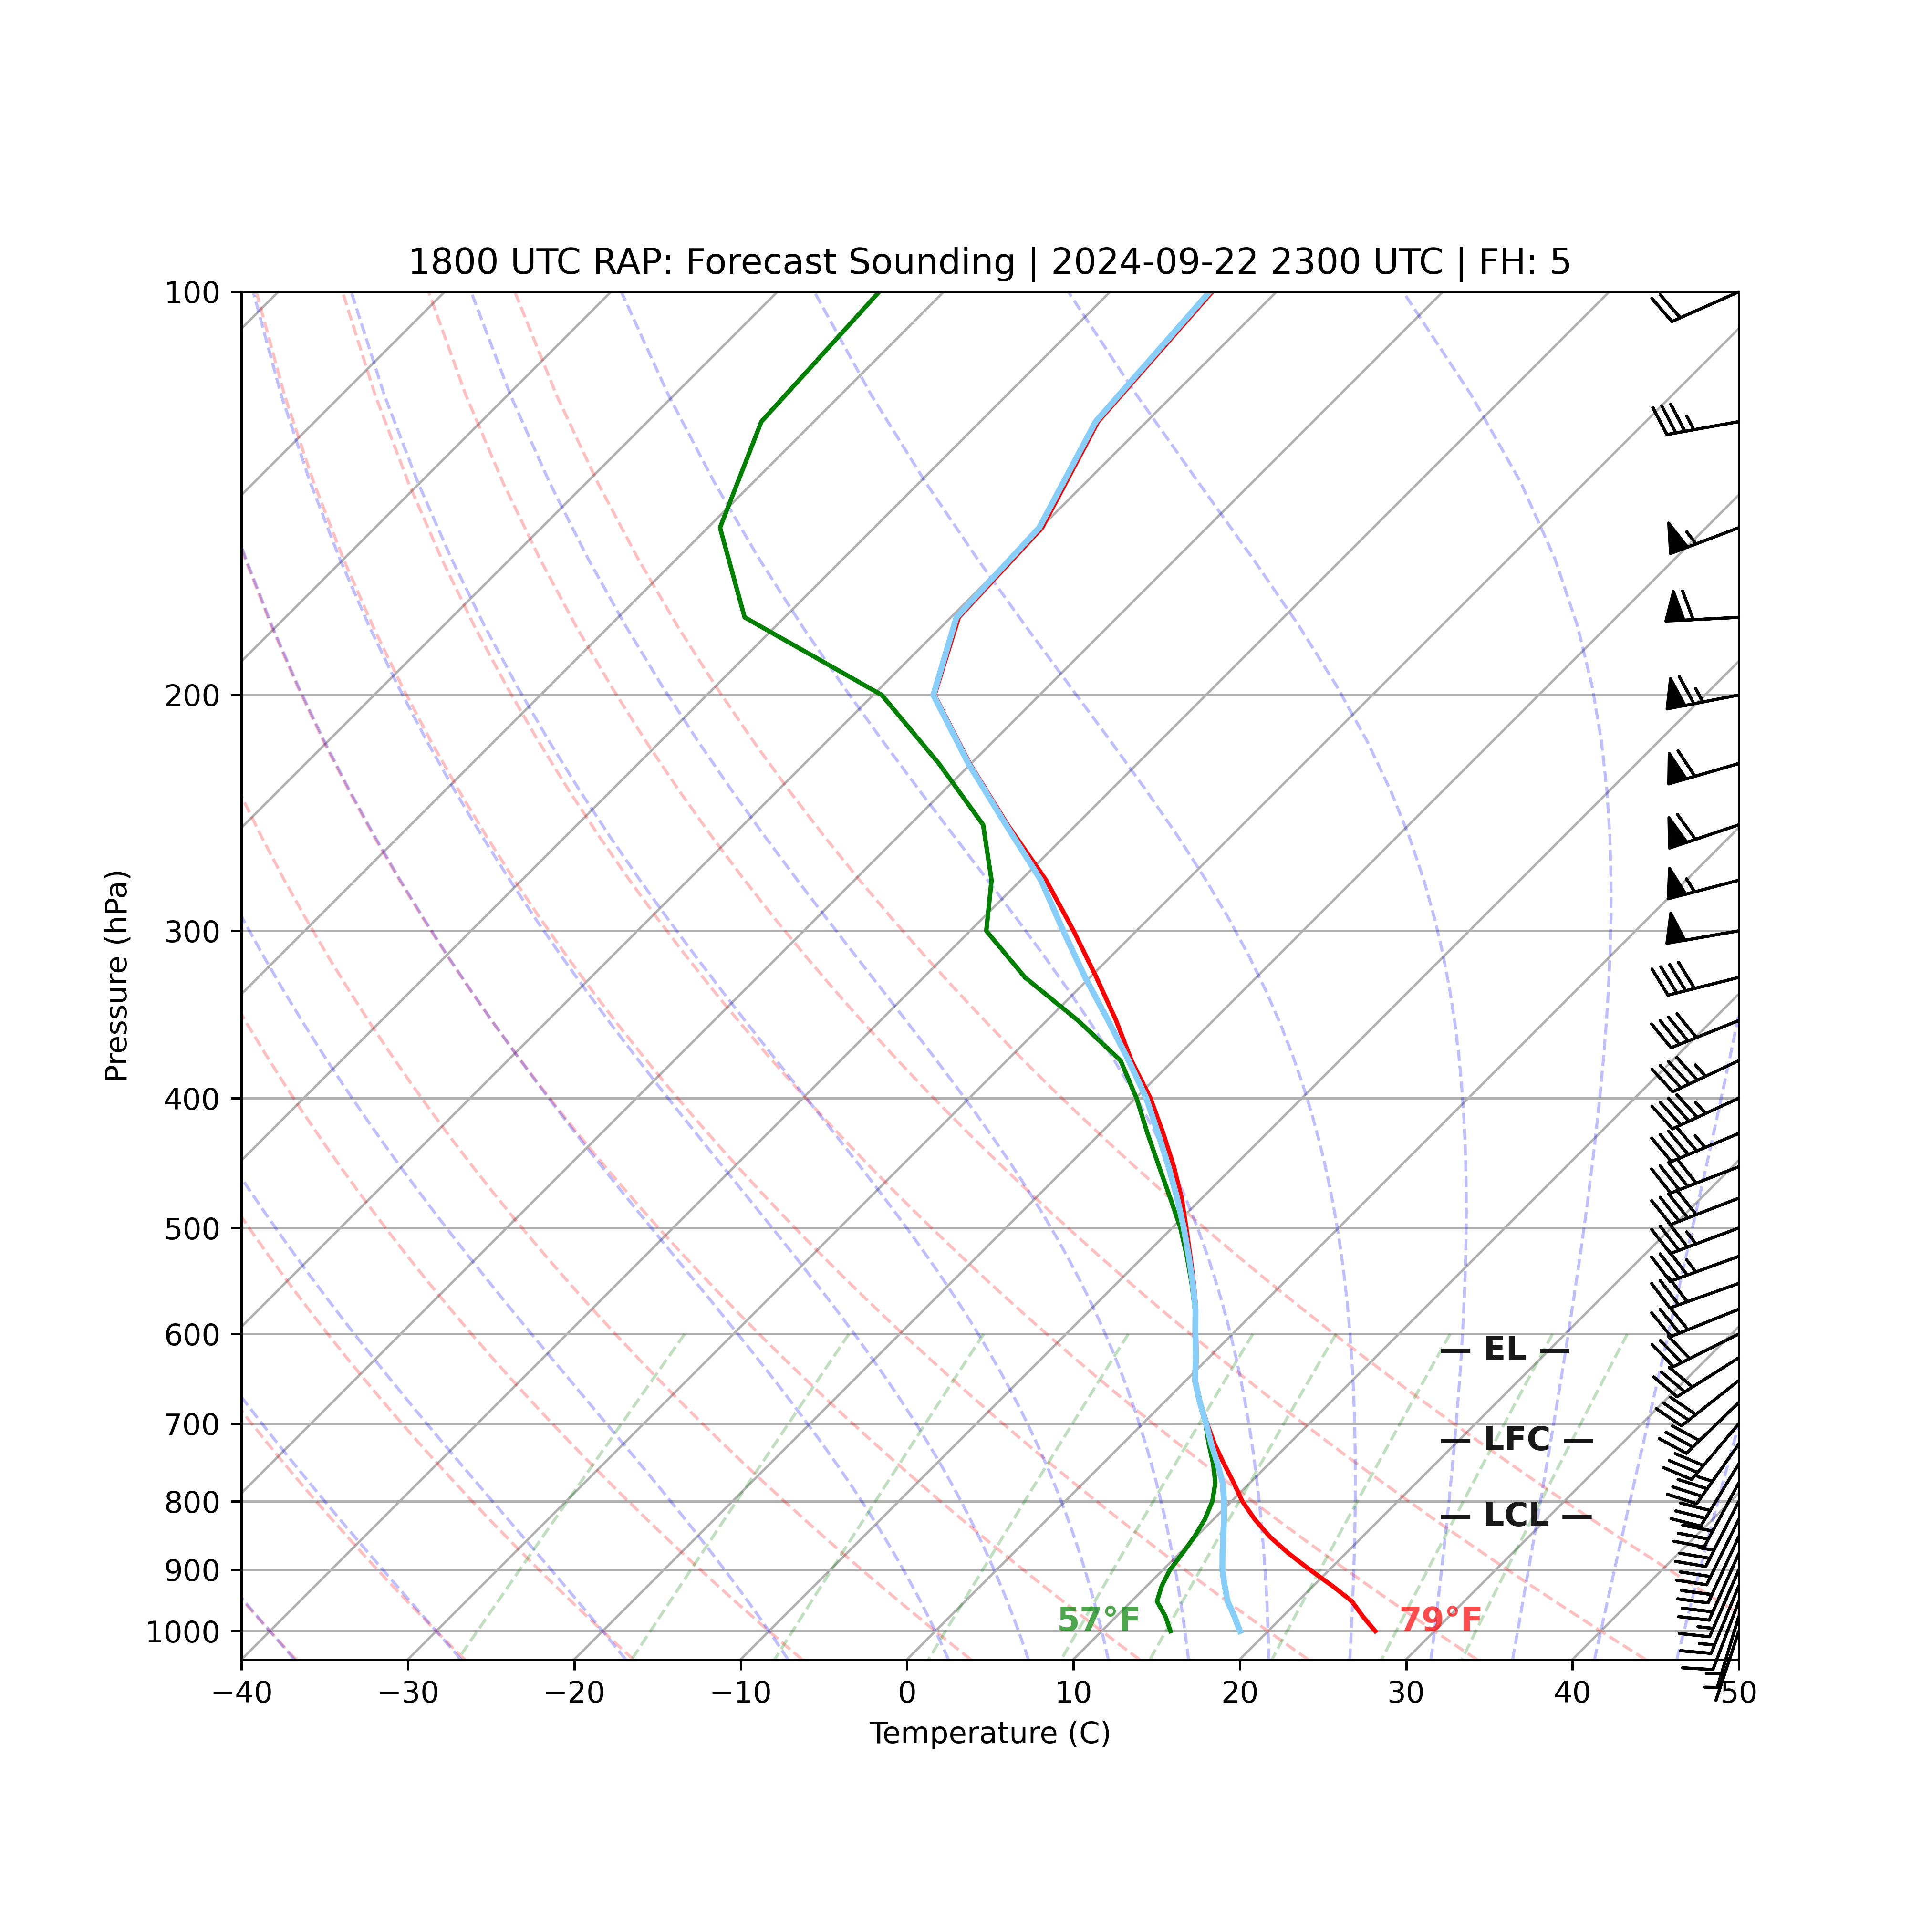 1800 UTC RAP: Forecast Sounding | 2024-09-22 2300 UTC | FH: 5
100
200
300
400
500
600
700
800
900
1000
Pressure (hPa)
— EL —
— LFC —
— LCL —
57°F
79°F
−40 −30 −20 −10 0 10 20 30 40 50
Temperature (C)